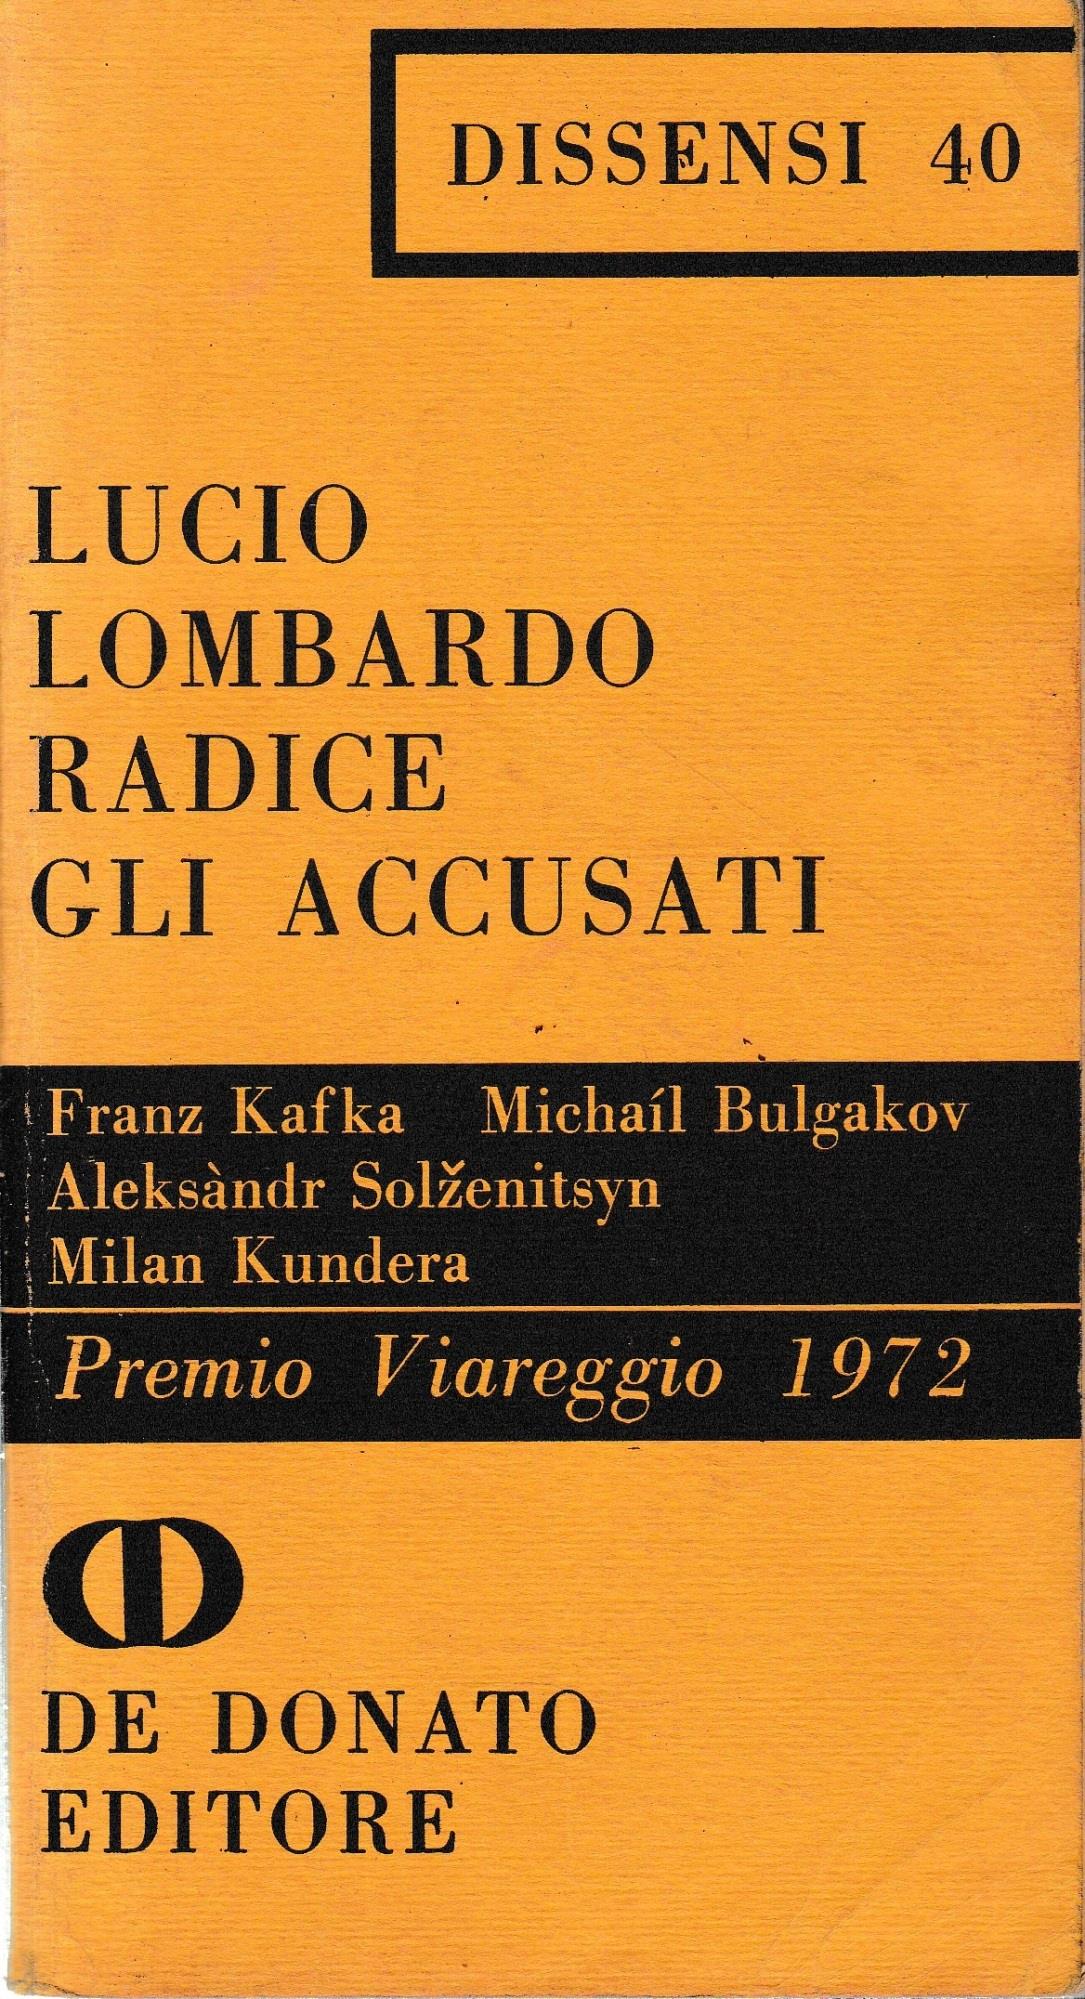 DISSENSI 40
LUCIO
LOMBARDO
RADICE
GLI ACCUSATI
Franz Kafka Michaíl Bulgakov
Aleksàndr Solženitsyn
Milan Kundera
Premio Viareggio 1972
DE DONATO
EDITORE